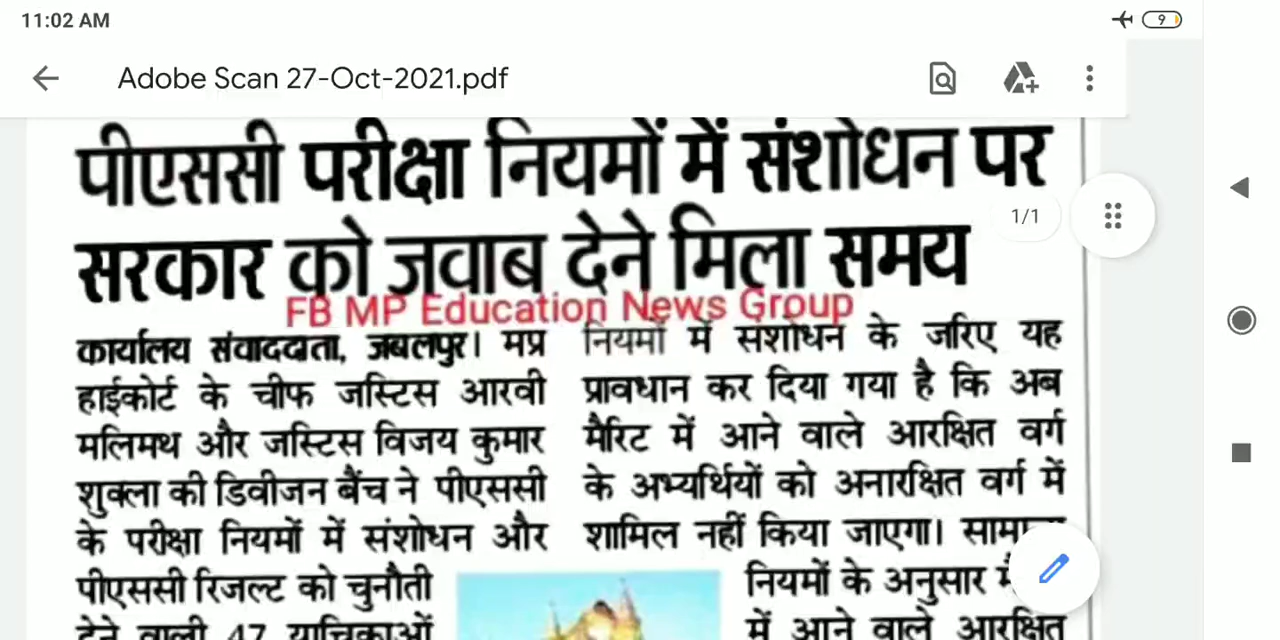 11:02 AM
9
Adobe Scan 27-Oct-2021.pdf
पीएससी परीक्षा नियमों में संशोधन पर
सरकार को जवाब देने मिला समय
1/1
FB MP Education News Group
कार्यालय संवाददाता, जबलपुर। मप्र
हाईकोर्ट के चीफ जस्टिस आरवी
मलिमथ और जस्टिस विजय कुमार
शुक्ला की डिवीजन बैंच ने पीएससी
के परीक्षा नियमों में संशोधन और
पीएससी रिजल्ट को चुनौती
देने वाली 47 याचिकाओं
नियमों में संशोधन के जरिए यह
प्रावधान कर दिया गया है कि अब
मैरिट में आने वाले आरक्षित वर्ग
के अभ्यर्थियों को अनारक्षित वर्ग में
शामिल नहीं किया जाएगा।
नियमों के अनुसार
में आने वाले आरक्षित